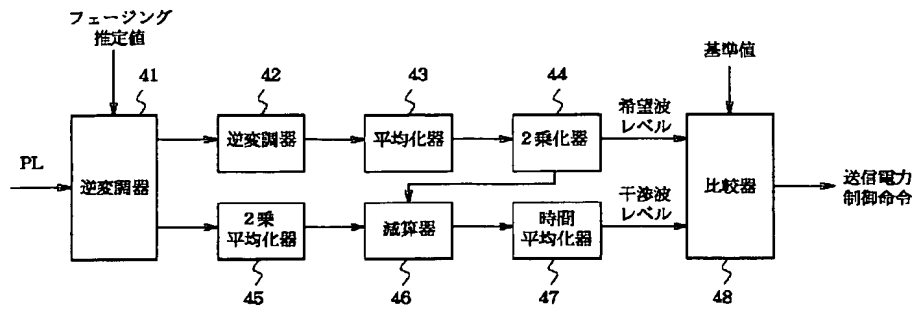 フェージング
推定値
41
42
43
44
基準値
希望波
レベル
PL
逆変調器
逆変調器
平均化器
2乗化器
比較器
送信電力
制御命令
2乗
平均化器
減算器
時間
平均化器
干渉波
レベル
45
46
47
48